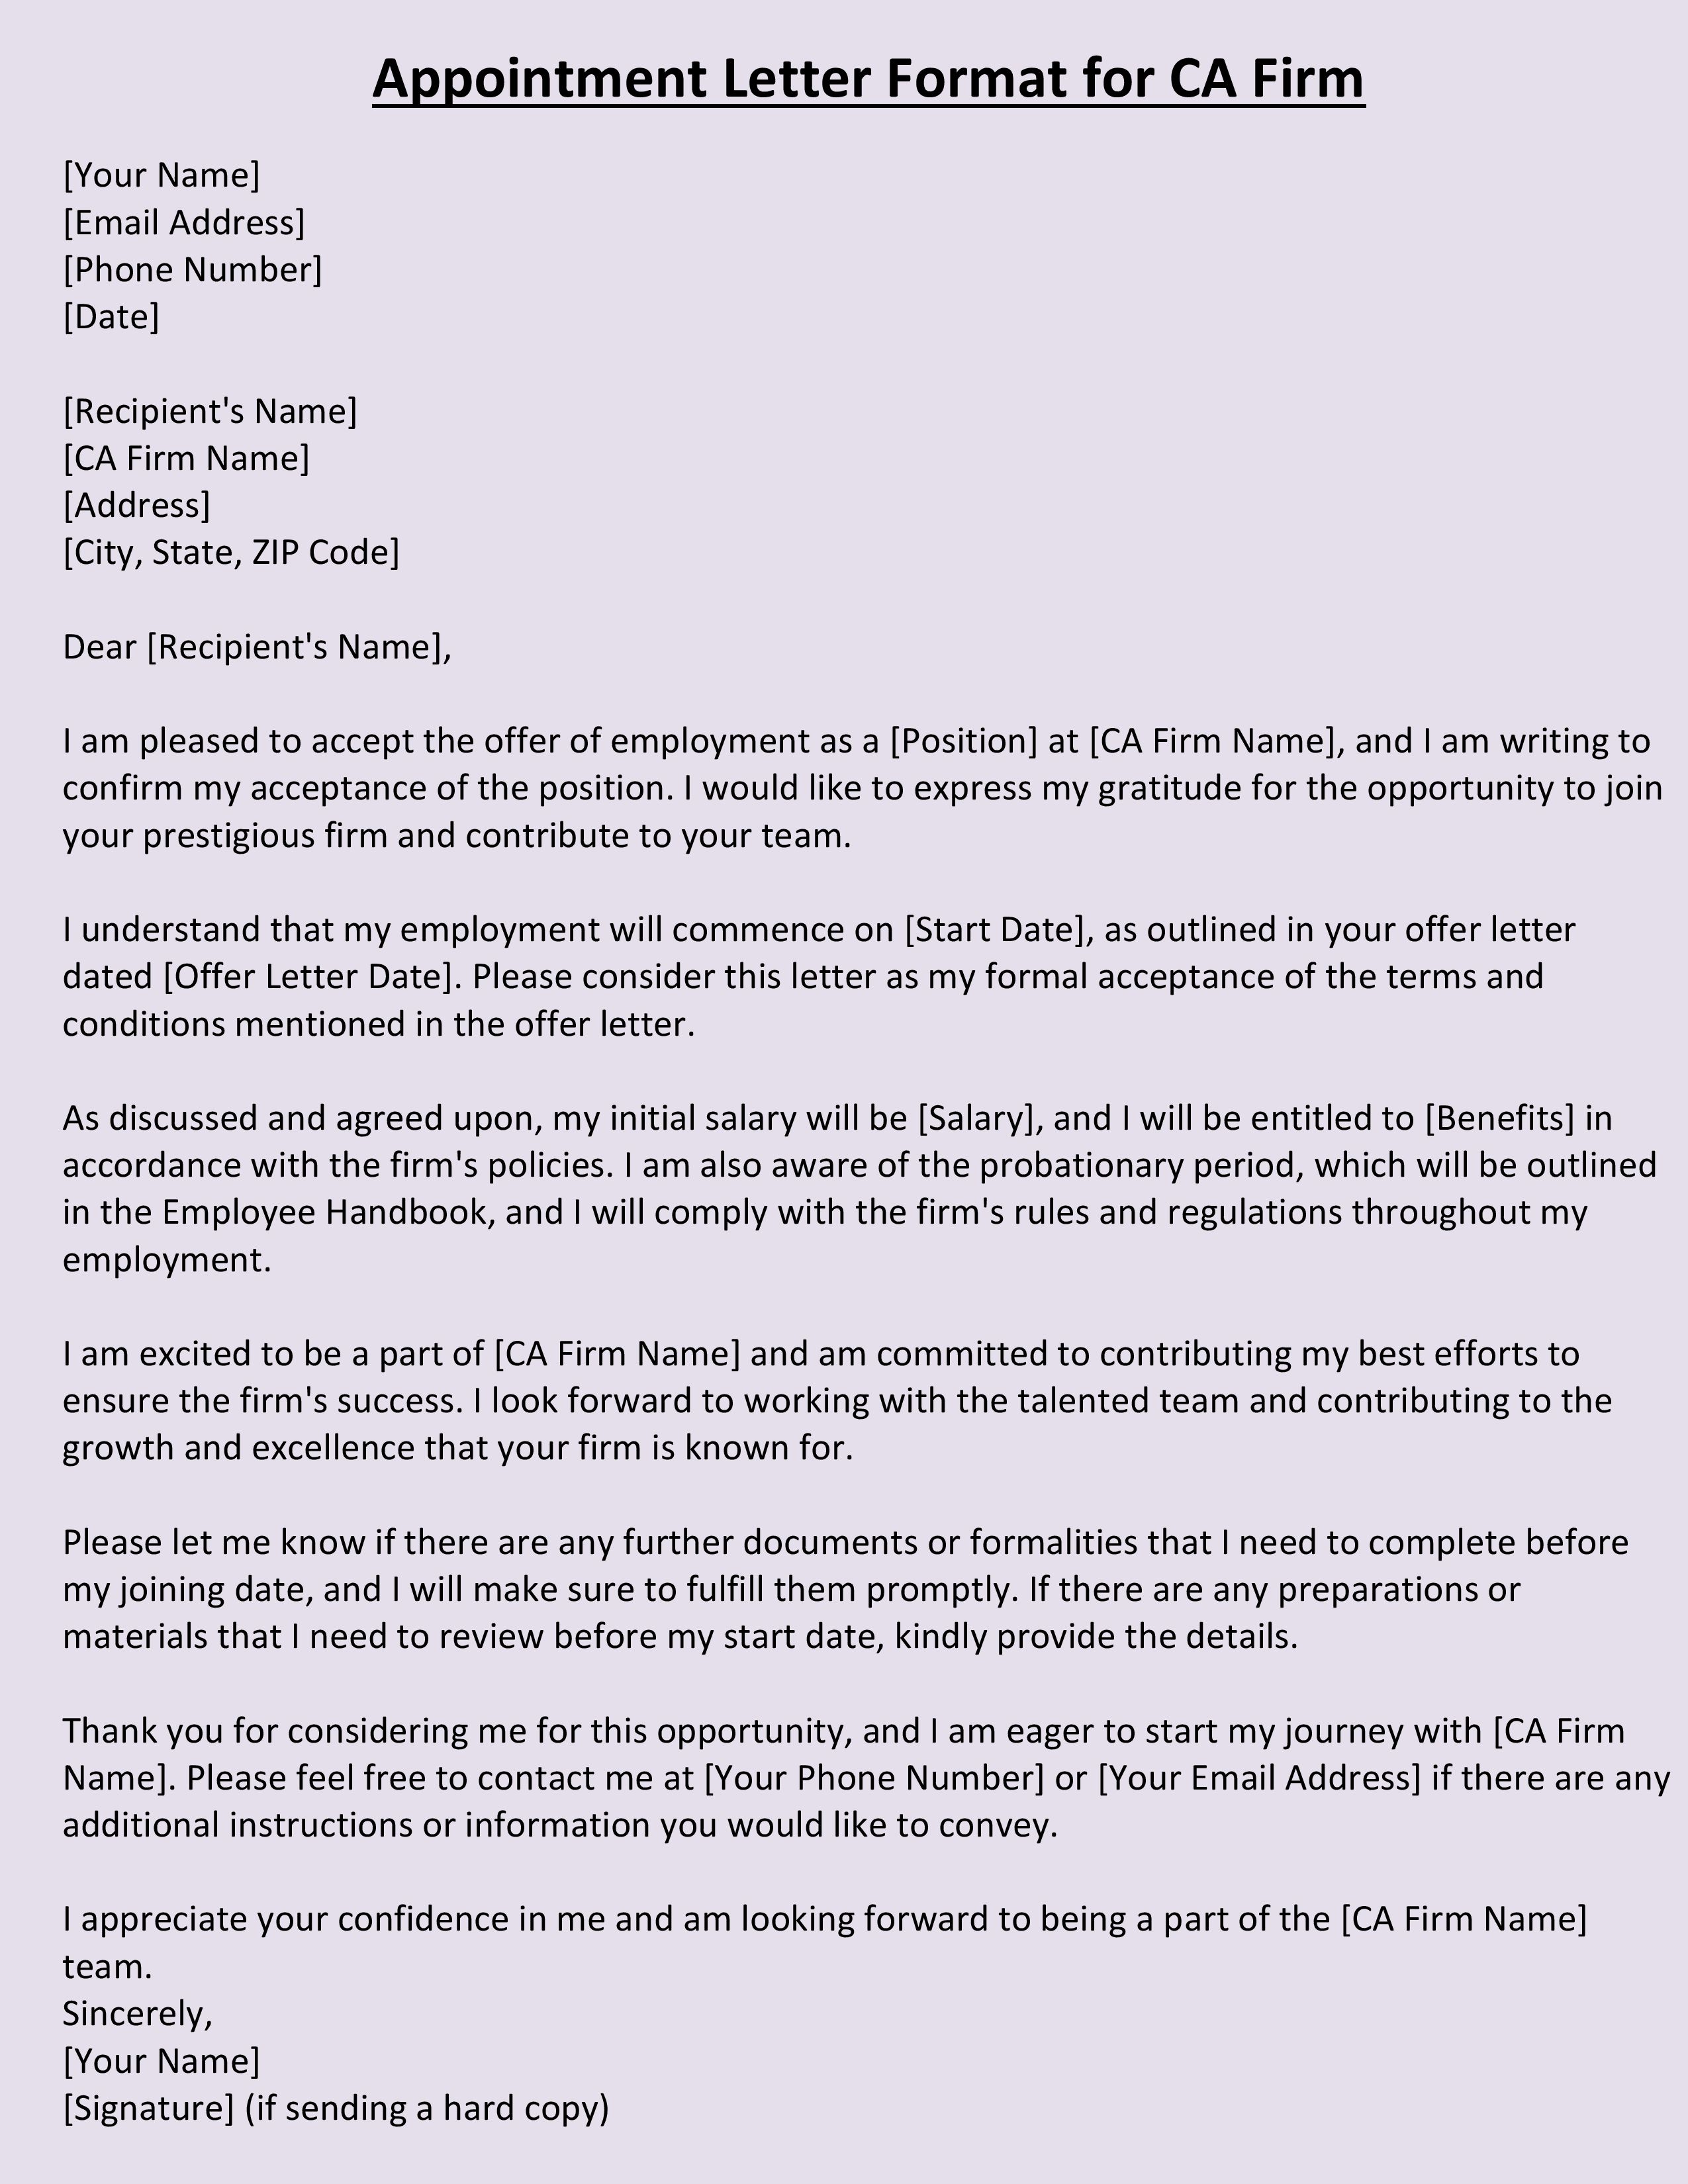 Appointment Letter Format for CA Firm
[Your Name]
[Email Address]
[Phone Number]
[Date]
[Recipient's Name]
[CA Firm Name]
[Address]
[City, State, ZIP Code]
Dear [Recipient's Name],
I am pleased to accept the offer of employment as a [Position] at [CA Firm Name], and I am writing to
confirm my acceptance of the position. I would like to express my gratitude for the opportunity to join
your prestigious firm and contribute to your team.
I understand that my employment will commence on [Start Date], as outlined in your offer letter
dated [Offer Letter Date]. Please consider this letter as my formal acceptance of the terms and
conditions mentioned in the offer letter.
As discussed and agreed upon, my initial salary will be [Salary], and I will be entitled to [Benefits] in
accordance with the firm's policies. I am also aware of the probationary period, which will be outlined
in the Employee Handbook, and I will comply with the firm's rules and regulations throughout my
employment.
I am excited to be a part of [CA Firm Name] and am committed to contributing my best efforts to
ensure the firm's success. I look forward to working with the talented team and contributing to the
growth and excellence that your firm is known for.
Please let me know if there are any further documents or formalities that I need to complete before
my joining date, and I will make sure to fulfill them promptly. If there are any preparations or
materials that I need to review before my start date, kindly provide the details.
Thank you for considering me for this opportunity, and I am eager to start my journey with [CA Firm
Name]. Please feel free to contact me at [Your Phone Number] or [Your Email Address] if there are any
additional instructions or information you would like to convey.
I appreciate your confidence in me and am looking forward to being a part of the [CA Firm Name]
team.
Sincerely,
[Your Name]
[Signature] (if sending a hard copy)